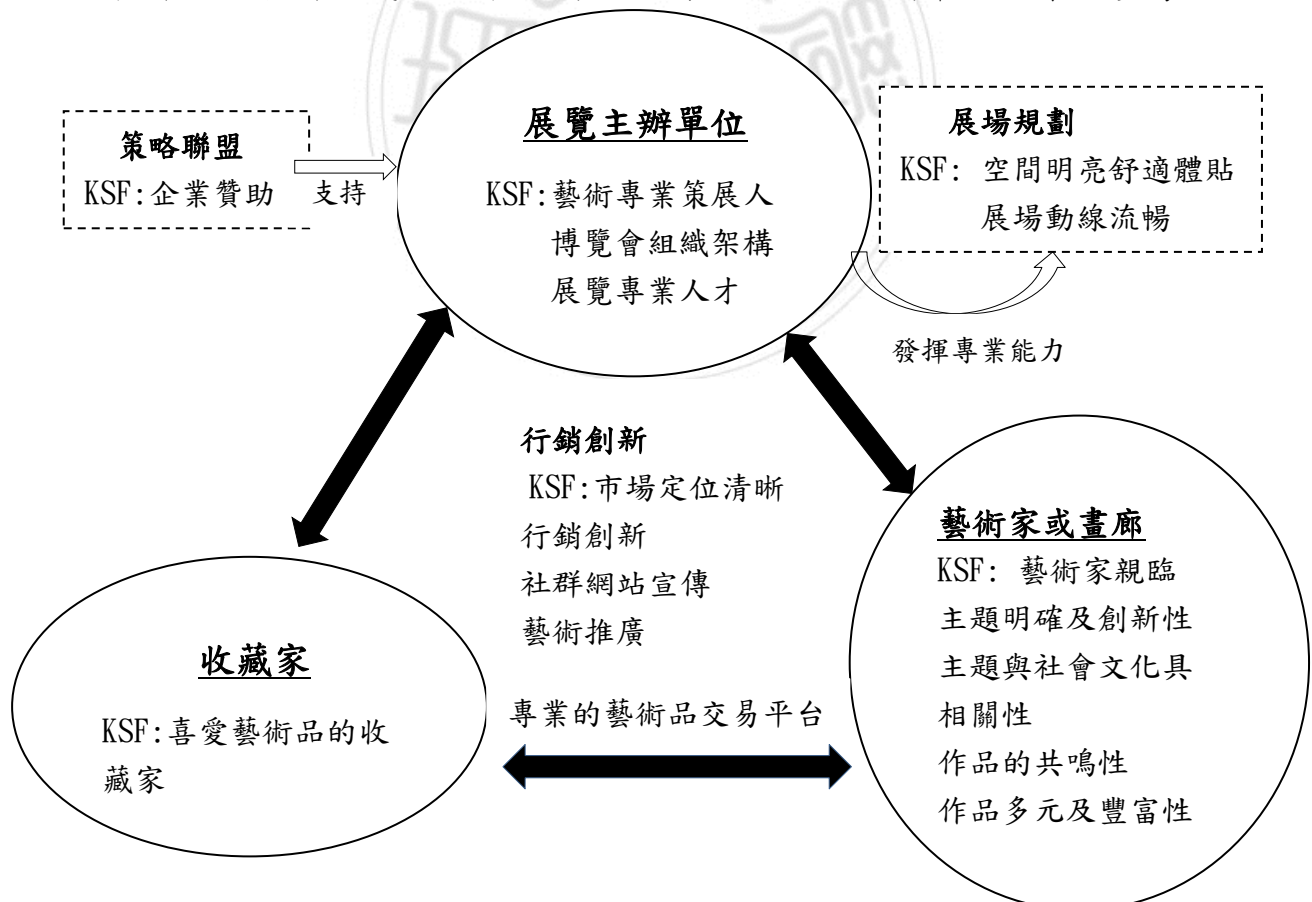 展覽主辦單位
KSF:藝術專業策展人
博覽會組織架構
展覽專業人才
策略聯盟
KSF:企業贊助
支持
展場規劃
KSF: 空間明亮舒適體貼
展場動線流暢
發揮專業能力
行銷創新
KSF:市場定位清晰
行銷創新
社群網站宣傳
藝術推廣
專業的藝術品交易平台
收藏家
KSF:喜愛藝術品的收
藏家
藝術家或畫廊
KSF: 藝術家親臨
主題明確及創新性
主題與社會文化具
相關性
作品的共鳴性
作品多元及豐富性